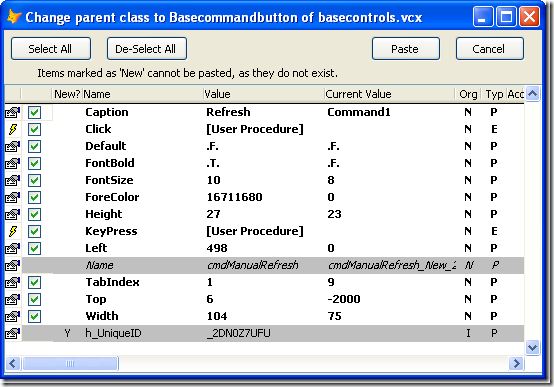 Change parent class to Basecommandbutton of basecontrols.vcx
Select All De-Select All Paste Cancel
Items marked as 'New' cannot be pasted, as they do not exist.
New? Name Value Current Value Org Typ Acc
Caption Refresh Command1 N P
Click [User Procedure] N E
Default .F. .F. N P
FontBold .T. .F. N P
FontSize 10 8 N P
ForeColor 16711680 0 N P
Height 27 23 N P
KeyPress [User Procedure] N E
Left 498 0 N P
Name cmdManualRefresh cmdManualRefresh_New_2 N P
TabIndex 1 9 N P
Top 6 -2000 N P
Width 104 75 N P
Y h_UniqueID _2DN0Z7UFU I P